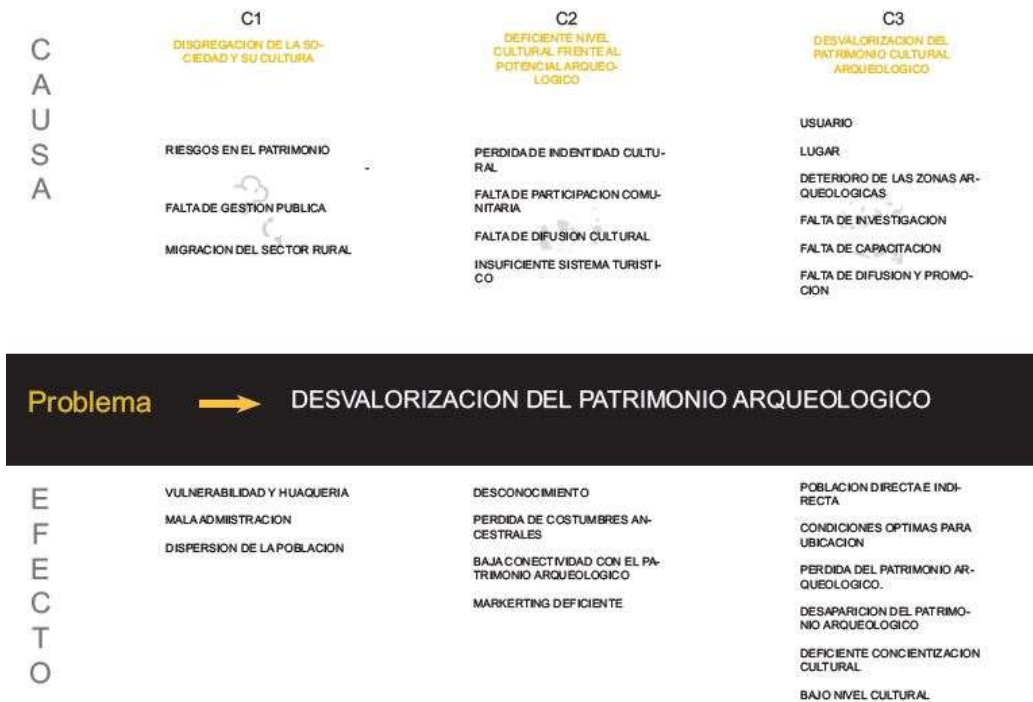 CAUSA
C1
DISGREGACION DE LA SO-
CIEDAD Y SU CULTURA
RIESGOS EN EL PATRIMONIO
-
FALTA DE GESTION PUBLICA
MIGRACION DEL SECTOR RURAL
C2
DEFICIENTE NIVEL
CULTURAL FRENTE AL
POTENCIAL ARQUEO-
LOGICO
PERDIDA DE INDENTIDAD CULTU-
RAL
FALTA DE PARTICIPACION COMU-
NITARIA
FALTA DE DIFUSION CULTURAL
INSUFICIENTE SISTEMA TURISTI-
CO
C3
DESVALORIZACION DEL
PATRIMONIO CULTURAL
ARQUEOLOGICO
USUARIO
LUGAR
DETERIORO DE LAS ZONAS AR-
QUEOLOGICAS
FALTA DE INVESTIGACION
FALTA DE CAPACITACION
FALTA DE DIFUSION Y PROMO-
CION
Problema DESVALORIZACION DEL PATRIMONIO ARQUEOLOGICO
EFECTO
VULNERABILIDAD Y HUAQUERIA
MALA ADMIISTRACION
DISPERSION DE LA POBLACION
DESCONOCIMIENTO
PERDIDA DE COSTUMBRES AN-
CESTRALES
BAJA CONECTIVIDAD CON EL PA-
TRIMONIO ARQUEOLOGICO
MARKERTING DEFICIENTE
POBLACION DIRECTA E INDI-
RECTA
CONDICIONES OPTIMAS PARA
UBICACION
PERDIDA DEL PATRIMONIO AR-
QUEOLOGICO.
DESAPARICION DEL PATRIMO-
NIO ARQUEOLOGICO
DEFICIENTE CONCIENTIZACION
CULTURAL
BAJO NIVEL CULTURAL